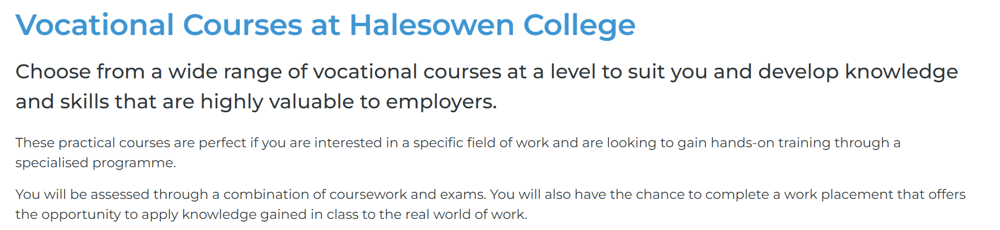 Vocational Courses at Halesowen College
Choose from a wide range of vocational courses at a level to suit you and develop knowledge
and skills that are highly valuable to employers.
These practical courses are perfect if you are interested in a specific field of work and are looking to gain hands-on training through a
specialised programme.
You will be assessed through a combination of coursework and exams. You will also have the chance to complete a work placement that offers
the opportunity to apply knowledge gained in class to the real world of work.